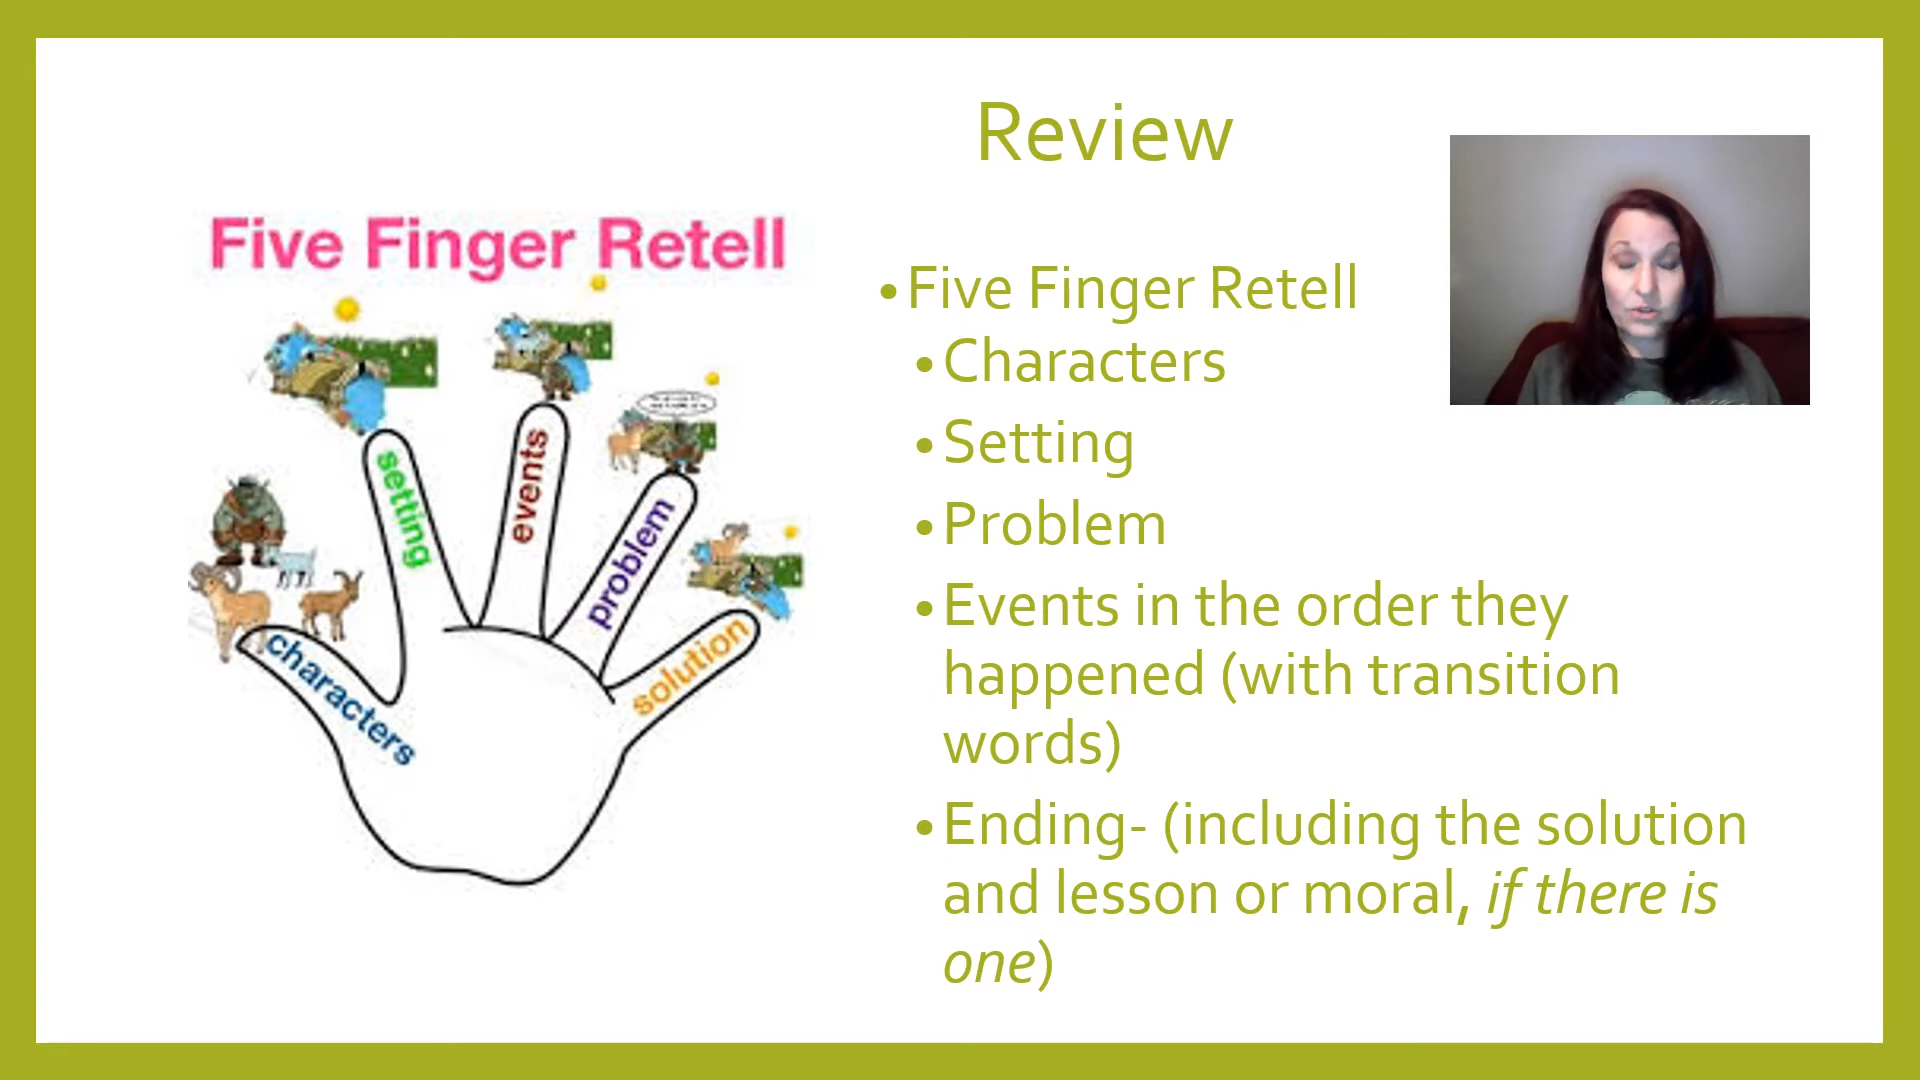 Review
Five Finger Retell
setting
events
problem
solution
characters
•Five Finger Retell
•Characters
•Setting
•Problem
•Events in the order they
happened (with transition
words)
•Ending- (including the solution
and lesson or moral, if there is
one)